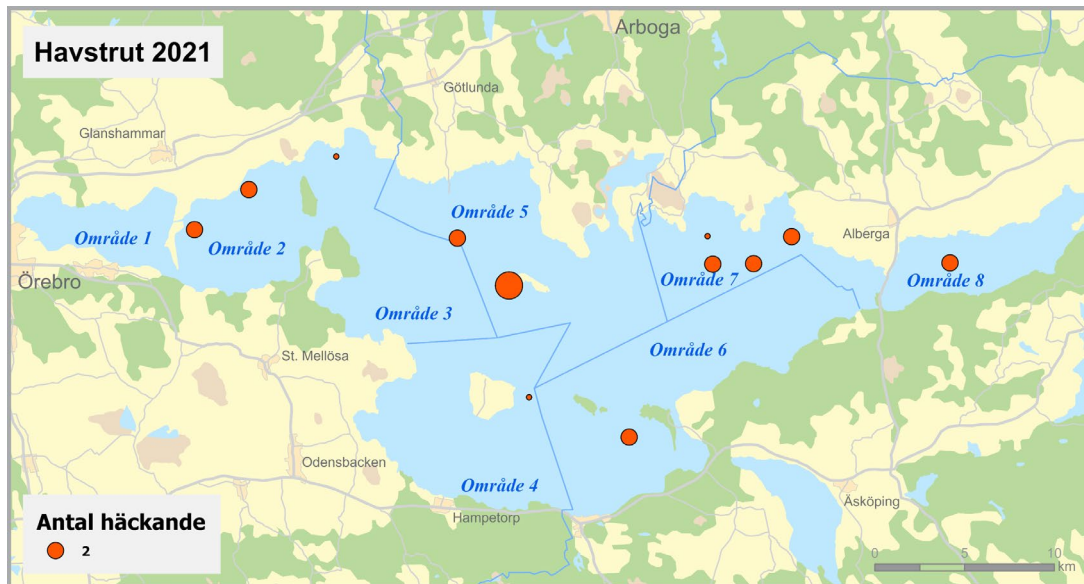 Havstrut 2021
Arboga
Götlunda
Glanshammar
Område 1
Område 2
Område 5
Alberga
Örebro
Område 7
Område 8
Område 3
St. Mellösa
Område 6
Odensbacken
Område 4
Hampetorp
Äsköping
Antal häckande
2
0 5 10
km